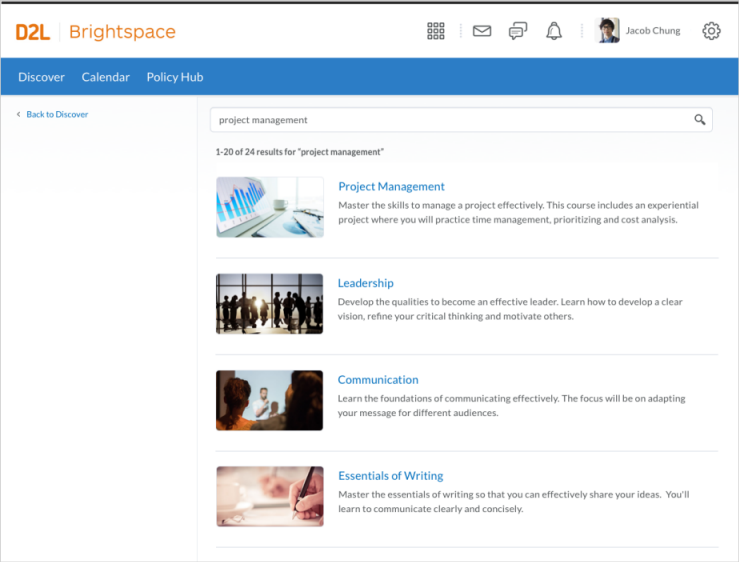 D2L Brightspace
Jacob Chung
Discover Calendar Policy Hub
Back to Discover
project management
1-20 of 24 results for "project management"
Project Management
Master the skills to manage a project effectively. This course includes an experiential
project where you will practice time management, prioritizing and cost analysis.
Leadership
Develop the qualities to become an effective leader. Learn how to develop a clear
vision, refine your critical thinking and motivate others.
Communication
Learn the foundations of communicating effectively. The focus will be on adapting
your message for different audiences.
Essentials of Writing
Master the essentials of writing so that you can effectively share your ideas. You'll
learn to communicate clearly and concisely.